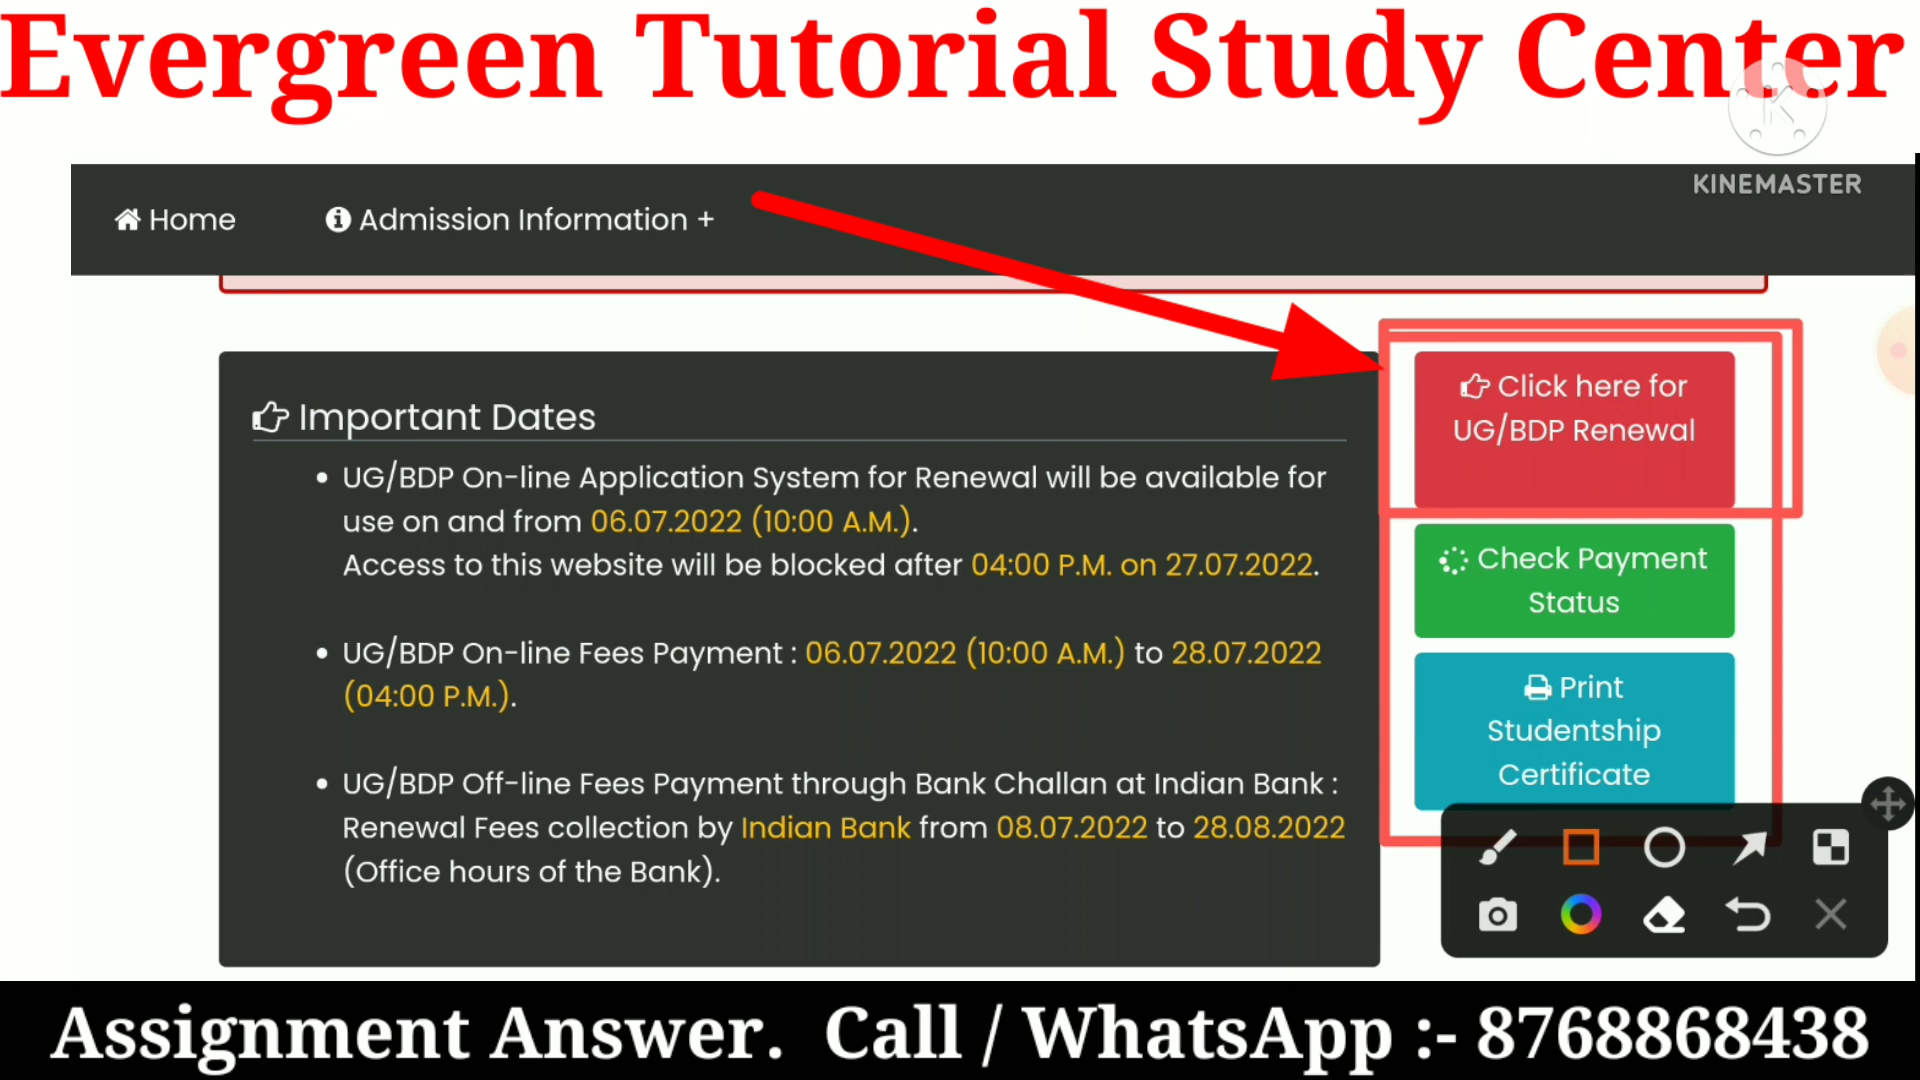 Evergreen Tutorial Study Center
KINEMASTER
Home
Admission Information +
Important Dates
• UG/BDP On-line Application System for Renewal will be available for
use on and from 06.07.2022 (10:00 A.M.).
Access to this website will be blocked after 04:00 P.M. on 27.07.2022.
• UG/BDP On-line Fees Payment : 06.07.2022 (10:00 A.M.) to 28.07.2022
(04:00 P.M.).
• UG/BDP Off-line Fees Payment through Bank Challan at Indian Bank :
Renewal Fees collection by Indian Bank from 08.07.2022 to 28.08.2022
(Office hours of the Bank).
Click here for
UG/BDP Renewal
Check Payment
Status
Print
Studentship
Certificate
Assignment Answer. Call / WhatsApp :- 8768868438